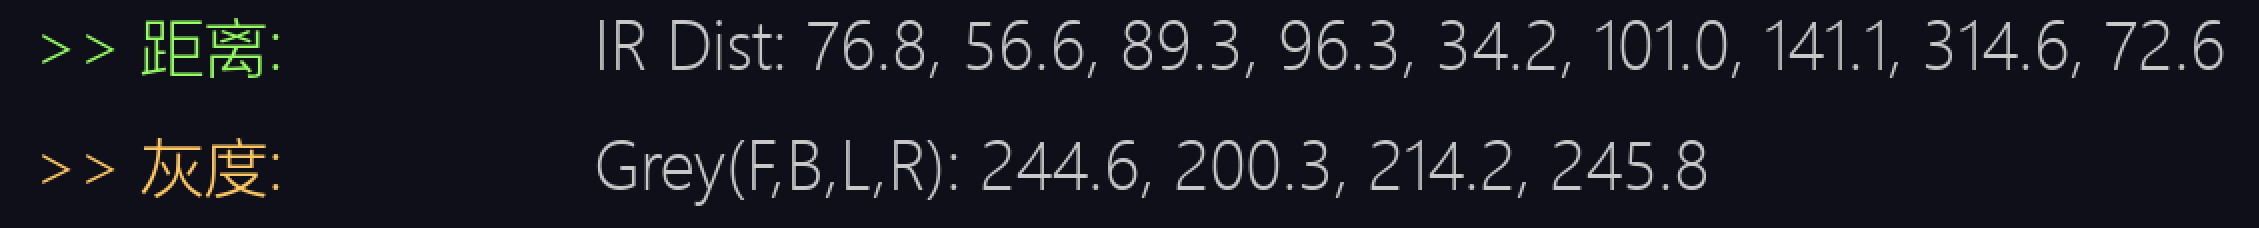 >> 距离: IR Dist: 76.8, 56.6, 89.3, 96.3, 34.2, 101.0, 141.1, 314.6, 72.6
>> 灰度: Grey(F,B,L,R): 244.6, 200.3, 214.2, 245.8